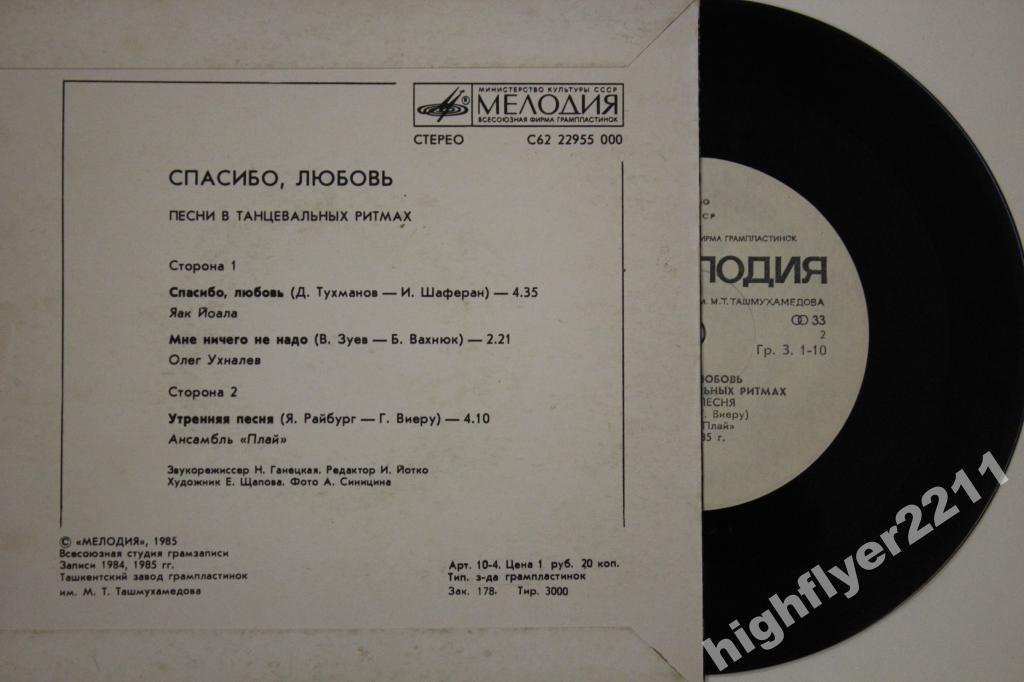 МИНИСТЕРСТВО КУЛЬТУРЫ СССР
МЕЛОДИЯ
ВСЕСОЮЗНАЯ ФИРМА ГРАМПЛАСТИНОК
СТЕРЕО С62 22955 000
СПАСИБО, ЛЮБОВЬ
ПЕСНИ В ТАНЦЕВАЛЬНЫХ РИТМАХ
Сторона 1
Спасибо, любовь (Д. Тухманов — И. Шаферан) — 4.35
Яак Йоала
Мне ничего не надо (В. Зуев — Б. Вахнюк) — 2.21
Олег Ухналев
Сторона 2
Утренняя песня (Я. Райбург — Г. Виеру) — 4.10
Ансамбль «Плай»
Звукорежиссер Н. Ганецкая. Редактор И. Йотко
Художник Е. Щапова. Фото А. Синицина
© «МЕЛОДИЯ», 1985
Всесоюзная студия грамзаписи
Записи 1984, 1985 гг.
Ташкентский завод грампластинок
им. М. Т. Ташмухамедова
Арт. 10-4. Цена 1 руб. 20 коп.
Тип. з-да грампластинок
Зак. 178. Тир. 3000
ИРМА ГРАМПЛАСТИНОК
ЛОДИЯ
М.Т. ТАШМУХАМЕДОВА
33
2
Гр. 3. 1-10
ЮБОВЬ
ЬНЫХ РИТМАХ
ПЕСНЯ
Виеру)
Плай»
85 г.
highflyer2211